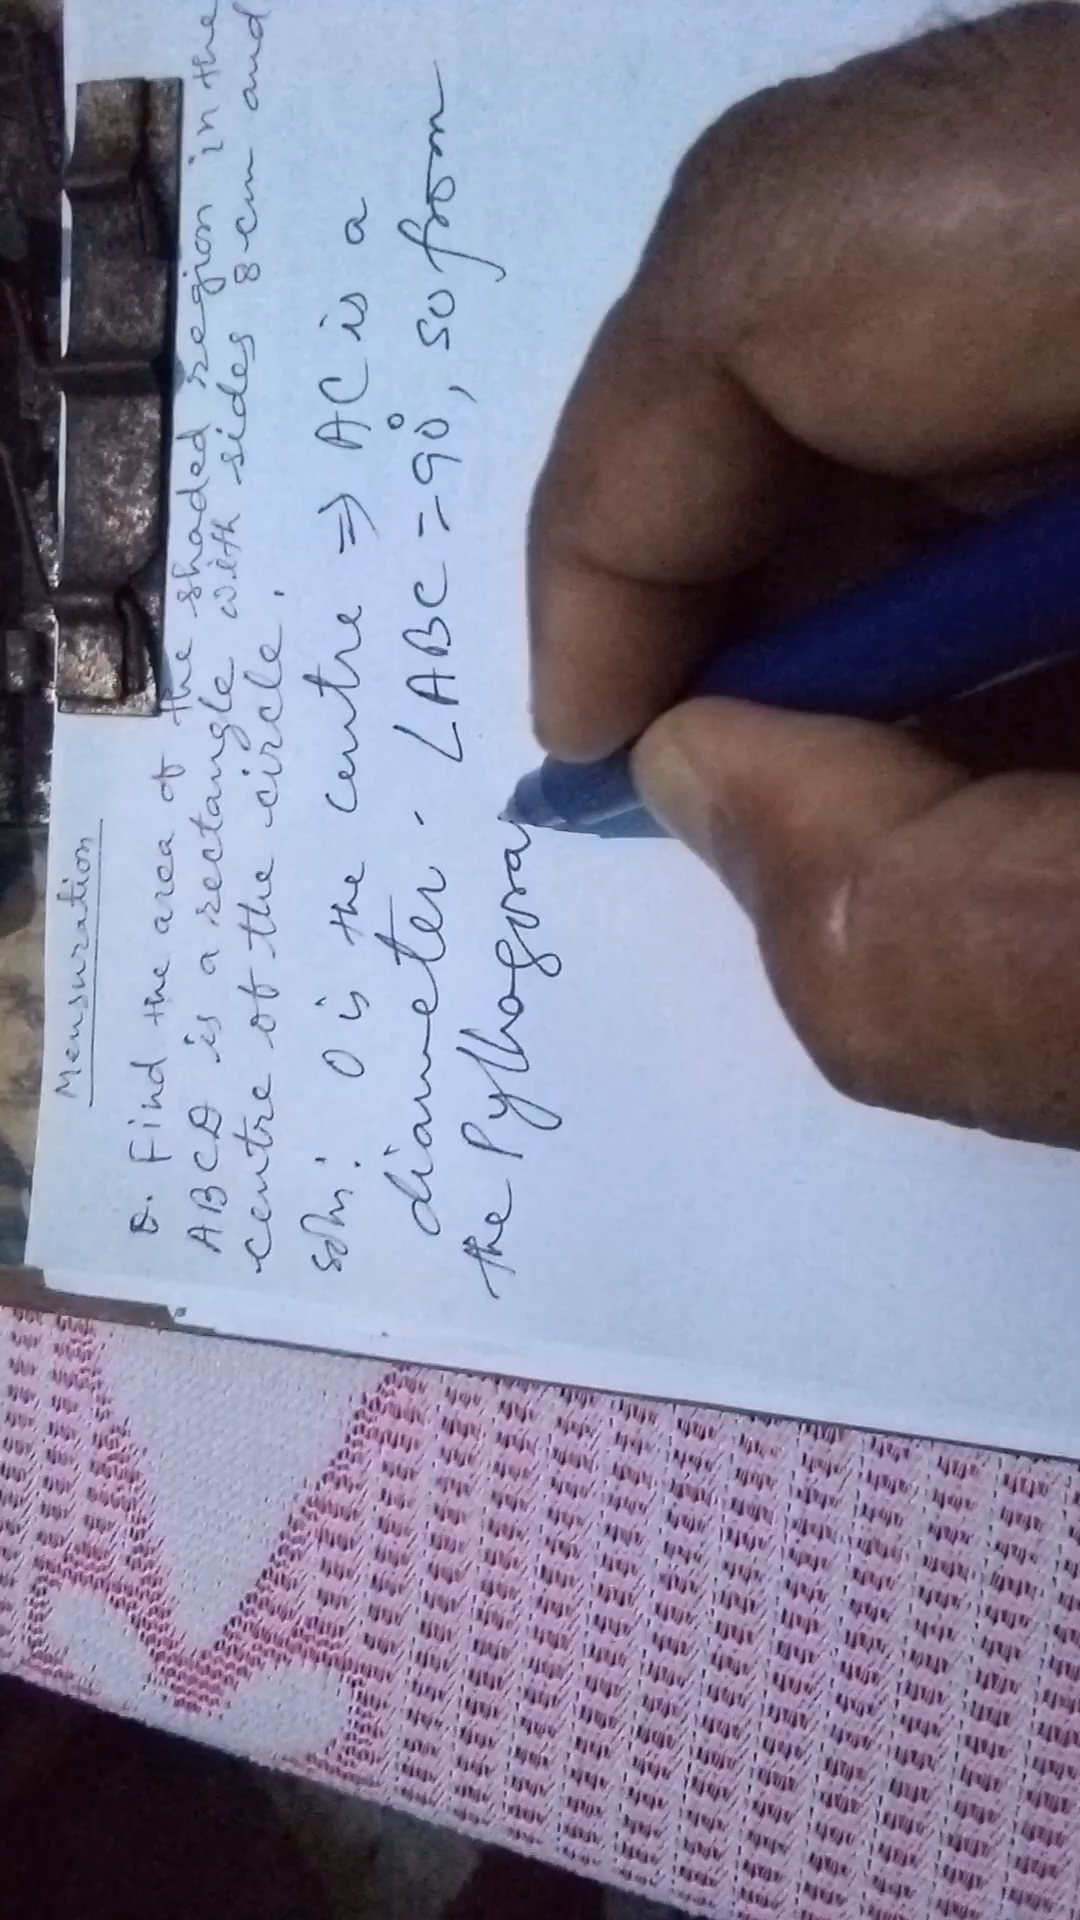 Mensuration
Q. Find the area of the shaded region in the
ABCD is a rectangle with sides 8 cm and
centre of the circle.
soln: O is the centre ⇒ AC is a
diameter. ∠ABC = 90°, so from
the Pythagora